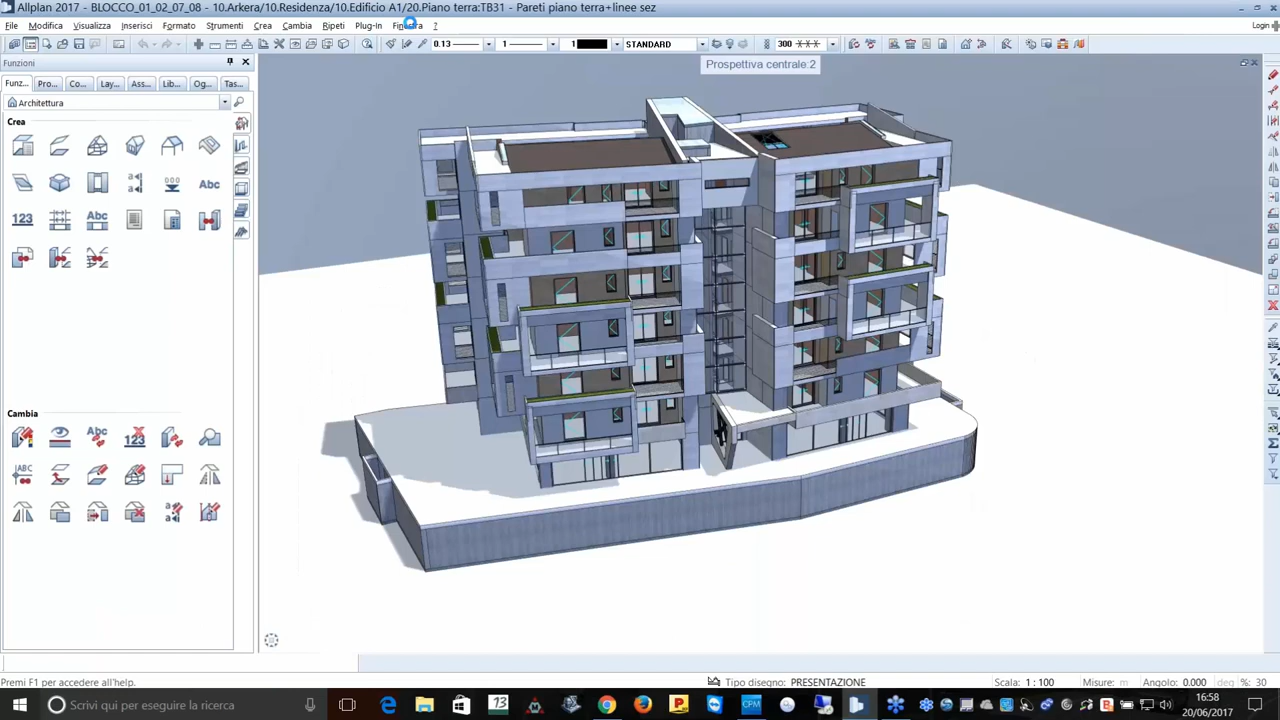 Allplan 2017 - BLOCCO_01_02_07_08 - 10.Arkera/10.Residenza/10.Edificio A1/20.Piano terra:TB31 - Pareti piano terra+linee sez
File Modifica Visualizza Inserisci Formato Strumenti Crea Cambia Ripeti Plug-In Finestra ? Login
0.13 1 1 STANDARD 300
Funzioni
Prospettiva centrale:2
Funz... Pro... Co... Lay... Ass... Lib... Og... Tas...
Architettura
Crea
Abc
123 Abc
Cambia
Abc 123
ABC
Premi F1 per accedere all'help. Tipo disegno: PRESENTAZIONE Scala: 1 : 100 Misure: m Angolo: 0.000 deg %: 30
Scrivi qui per eseguire la ricerca 13 CPM 16:58
20/06/2017